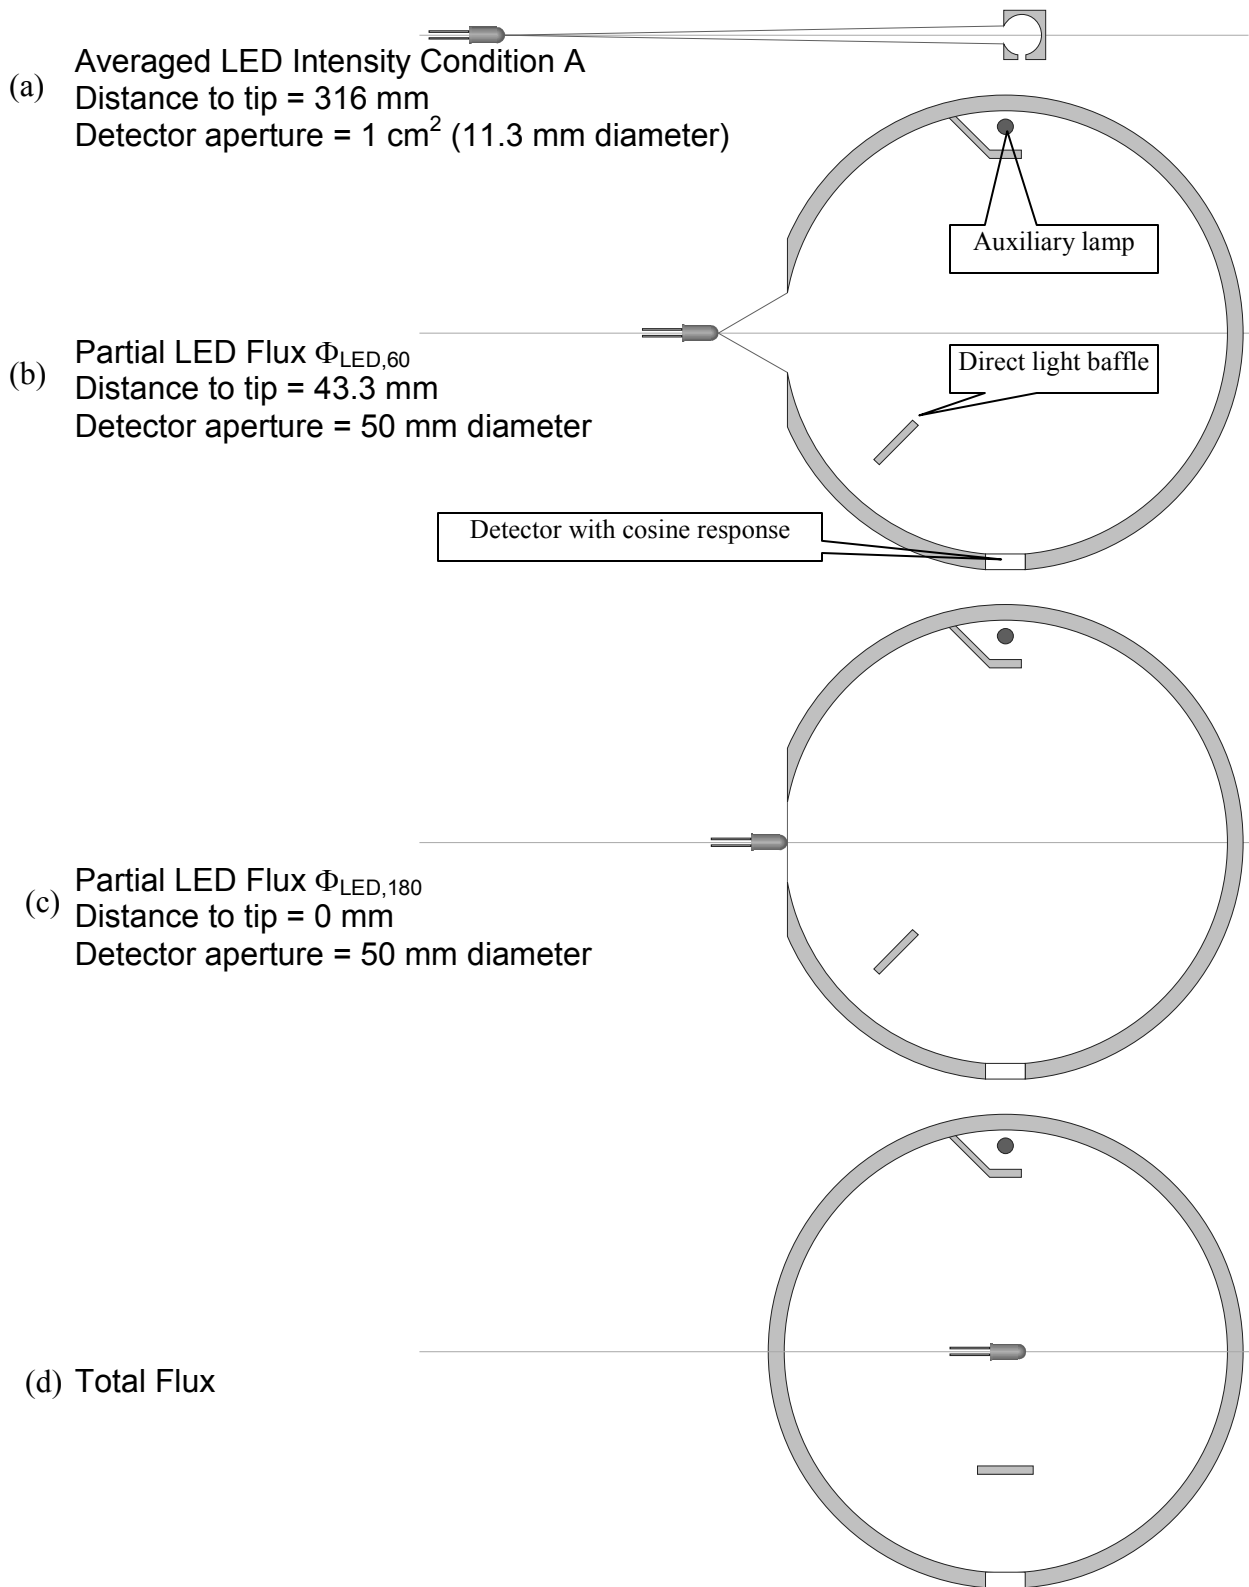 (a) Averaged LED Intensity Condition A
Distance to tip = 316 mm
Detector aperture = 1 cm² (11.3 mm diameter)
Auxiliary lamp
(b) Partial LED Flux ΦLED,60
Distance to tip = 43.3 mm
Detector aperture = 50 mm diameter
Direct light baffle
Detector with cosine response
(c) Partial LED Flux ΦLED,180
Distance to tip = 0 mm
Detector aperture = 50 mm diameter
(d) Total Flux